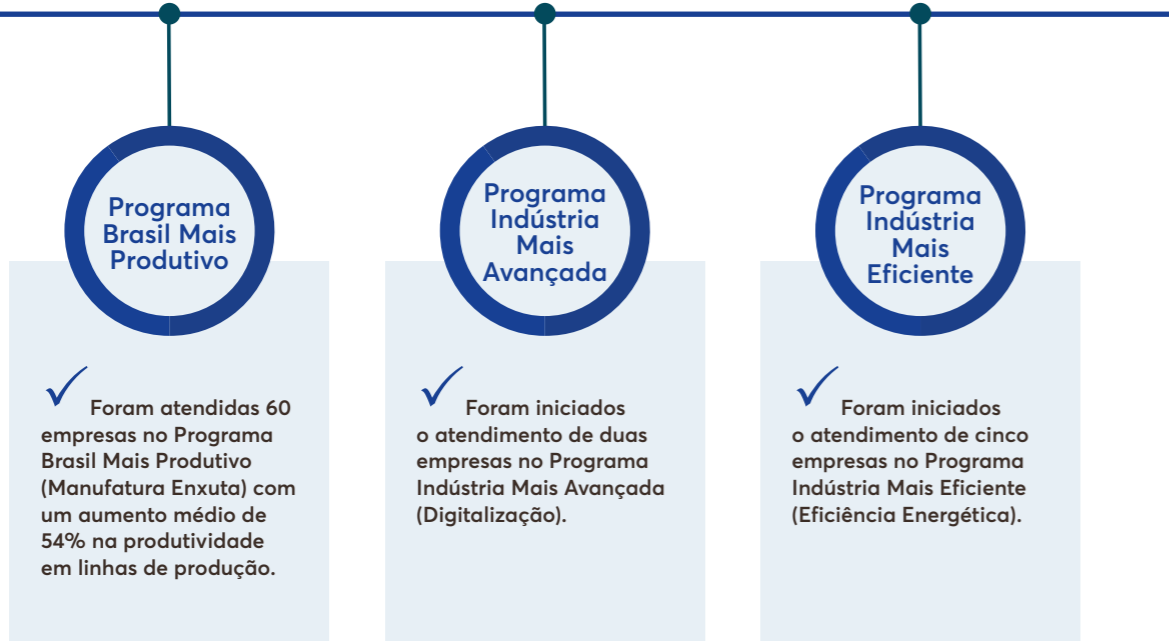 Programa
Brasil Mais
Produtivo
Foram atendidas 60
empresas no Programa
Brasil Mais Produtivo
(Manufatura Enxuta) com
um aumento médio de
54% na produtividade
em linhas de produção.
Programa
Indústria
Mais
Avançada
Foram iniciados
o atendimento de duas
empresas no Programa
Indústria Mais Avançada
(Digitalização).
Programa
Indústria
Mais
Eficiente
Foram iniciados
o atendimento de cinco
empresas no Programa
Indústria Mais Eficiente
(Eficiência Energética).